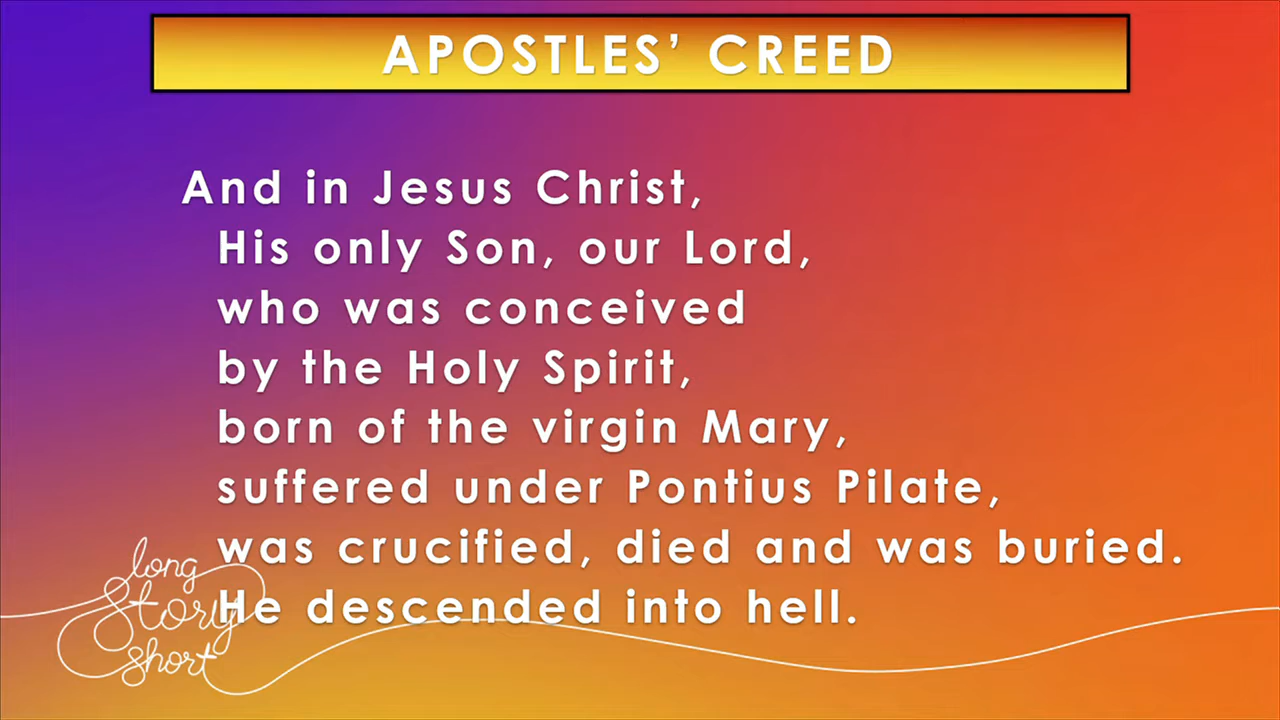 APOSTLES’ CREED
And in Jesus Christ,
His only Son, our Lord,
who was conceived
by the Holy Spirit,
born of the virgin Mary,
suffered under Pontius Pilate,
was crucified, died and was buried.
He descended into hell.
long
Story
short